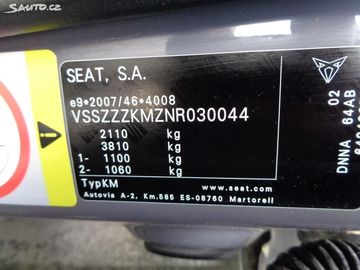 Sauto.cz
SEAT, S.A.
e9*2007/46*4008
VSSZZZKMZNR030044
2110 kg
3810 kg
1- 1100 kg
2- 1060 kg
TypKM
www.seat.com
Autovia A-2, Km.585 ES-08760 Martorell
02
DNNA 64AB